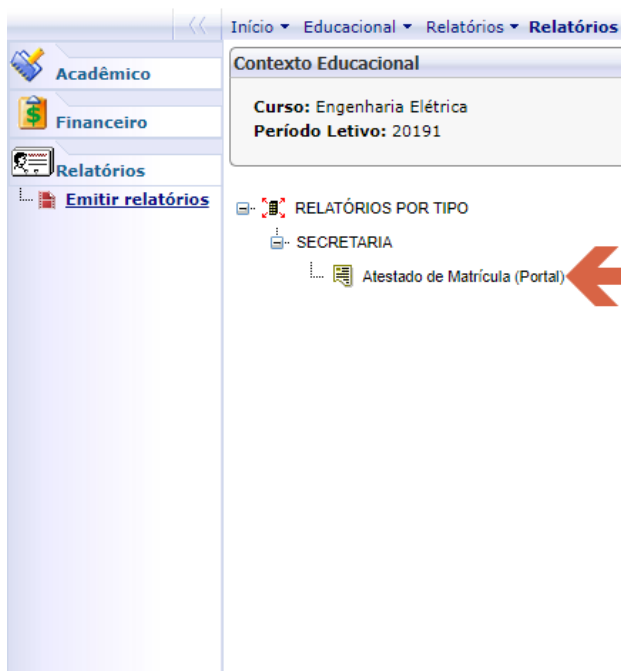 Início Educacional Relatórios Relatórios
Acadêmico
Financeiro
Relatórios
Emitir relatórios
Contexto Educacional
Curso: Engenharia Elétrica
Período Letivo: 20191
RELATÓRIOS POR TIPO
SECRETARIA
Atestado de Matrícula (Portal)